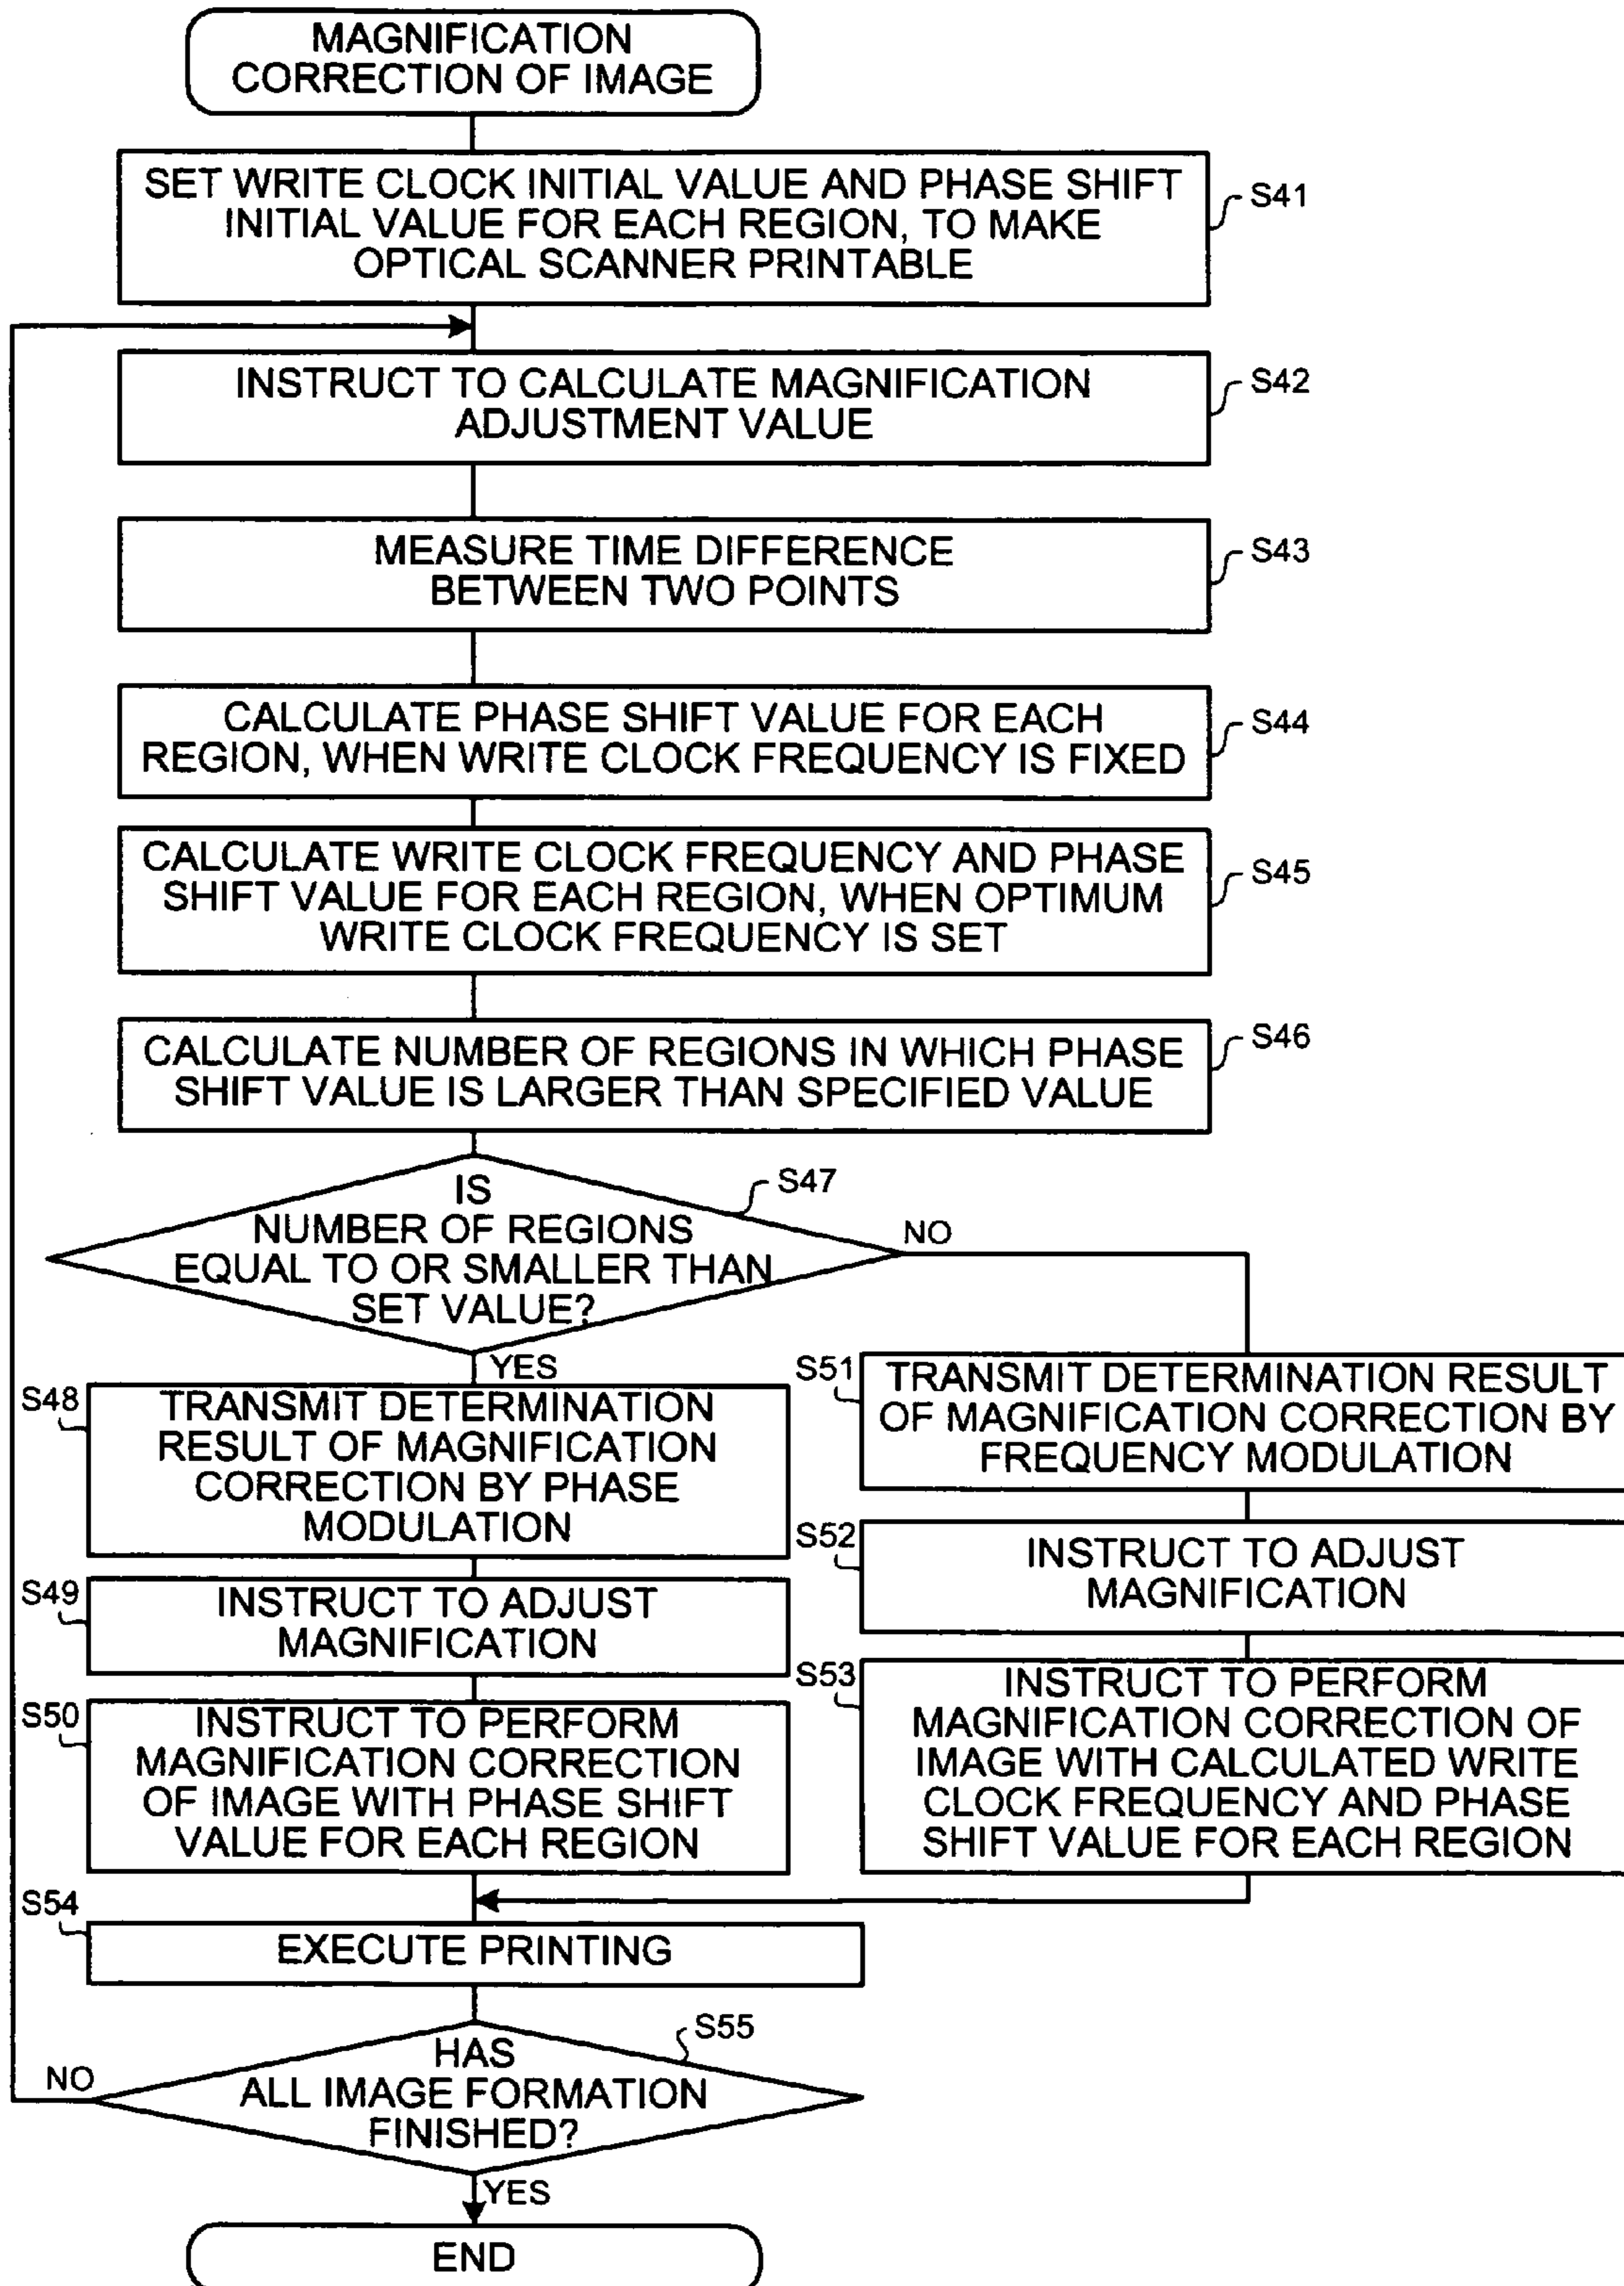 MAGNIFICATION
CORRECTION OF IMAGE
SET WRITE CLOCK INITIAL VALUE AND PHASE SHIFT
INITIAL VALUE FOR EACH REGION, TO MAKE
OPTICAL SCANNER PRINTABLE
S41
INSTRUCT TO CALCULATE MAGNIFICATION
ADJUSTMENT VALUE
S42
MEASURE TIME DIFFERENCE
BETWEEN TWO POINTS
S43
CALCULATE PHASE SHIFT VALUE FOR EACH
REGION, WHEN WRITE CLOCK FREQUENCY IS FIXED
S44
CALCULATE WRITE CLOCK FREQUENCY AND PHASE
SHIFT VALUE FOR EACH REGION, WHEN OPTIMUM
WRITE CLOCK FREQUENCY IS SET
S45
CALCULATE NUMBER OF REGIONS IN WHICH PHASE
SHIFT VALUE IS LARGER THAN SPECIFIED VALUE
S46
IS
NUMBER OF REGIONS
EQUAL TO OR SMALLER THAN
SET VALUE?
S47
NO
YES
S48
TRANSMIT DETERMINATION
RESULT OF MAGNIFICATION
CORRECTION BY PHASE
MODULATION
S49
INSTRUCT TO ADJUST
MAGNIFICATION
S50
INSTRUCT TO PERFORM
MAGNIFICATION CORRECTION
OF IMAGE WITH PHASE SHIFT
VALUE FOR EACH REGION
S51
TRANSMIT DETERMINATION RESULT
OF MAGNIFICATION CORRECTION BY
FREQUENCY MODULATION
S52
INSTRUCT TO ADJUST
MAGNIFICATION
S53
INSTRUCT TO PERFORM
MAGNIFICATION CORRECTION OF
IMAGE WITH CALCULATED WRITE
CLOCK FREQUENCY AND PHASE
SHIFT VALUE FOR EACH REGION
S54
EXECUTE PRINTING
S55
HAS
ALL IMAGE FORMATION
FINISHED?
NO
YES
END